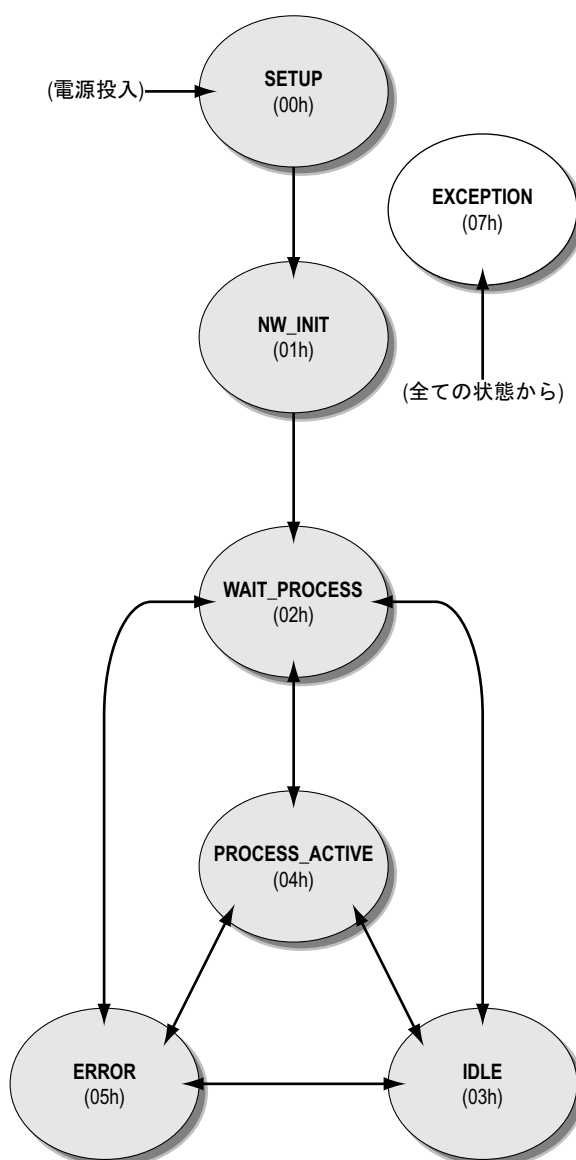 SETUP
(00h)
(電源投入)
EXCEPTION
(07h)
(全ての状態から)
NW_INIT
(01h)
WAIT_PROCESS
(02h)
PROCESS_ACTIVE
(04h)
ERROR
(05h)
IDLE
(03h)